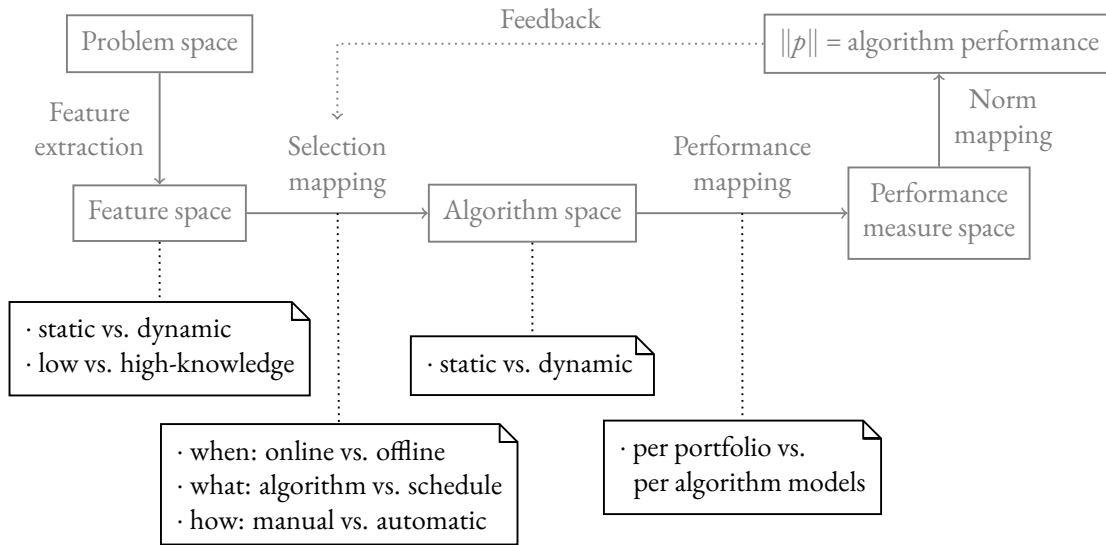 Feedback
Problem space
||p|| = algorithm performance
Feature
extraction
Selection
mapping
Performance
mapping
Norm
mapping
Feature space
Algorithm space
Performance
measure space
· static vs. dynamic
· low vs. high-knowledge
· static vs. dynamic
· when: online vs. offline
· what: algorithm vs. schedule
· how: manual vs. automatic
· per portfolio vs.
per algorithm models